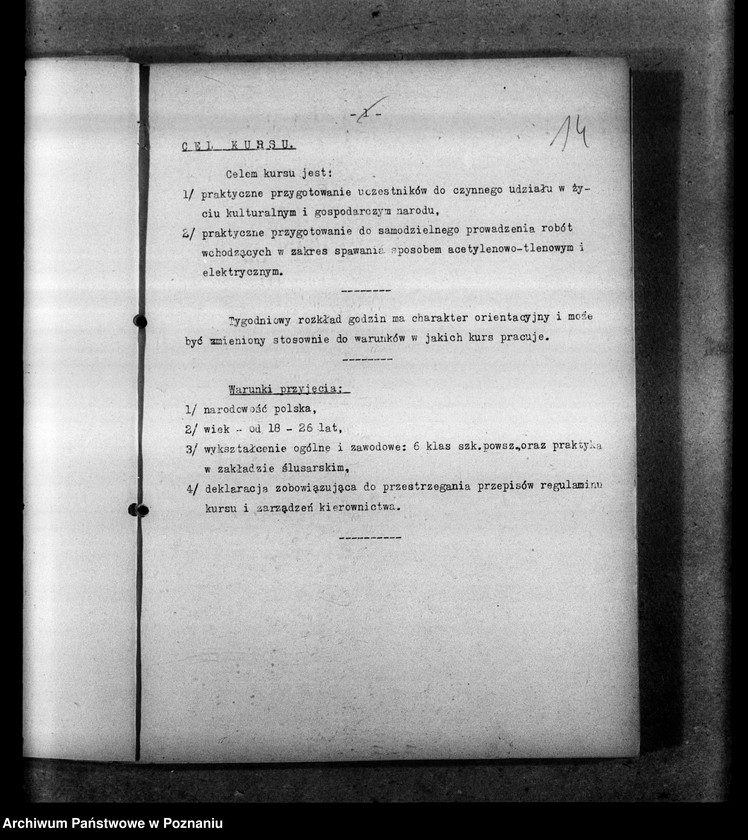 - 1 -
14
CEL KURSU.
Celem kursu jest:
1/ praktyczne przygotowanie uczestników do czynnego udziału w ży-
ciu kulturalnym i gospodarczym narodu,
2/ praktyczne przygotowanie do samodzielnego prowadzenia robót
wchodzących w zakres spawania sposobem acetylenowo-tlenowym i
elektrycznym.
--------
Tygodniowy rozkład godzin ma charakter orientacyjny i może
być zmieniony stosownie do warunków w jakich kurs pracuje.
--------
Warunki przyjęcia:
1/ narodowość polska,
2/ wiek - od 18 - 26 lat,
3/ wykształcenie ogólne i zawodowe: 6 klas szk.powsz.,oraz praktyka
w zakładzie ślusarskim,
4/ deklaracja zobowiązująca do przestrzegania przepisów regulaminu
kursu i zarządzeń kierownictwa.
----------
Archiwum Państwowe w Poznaniu